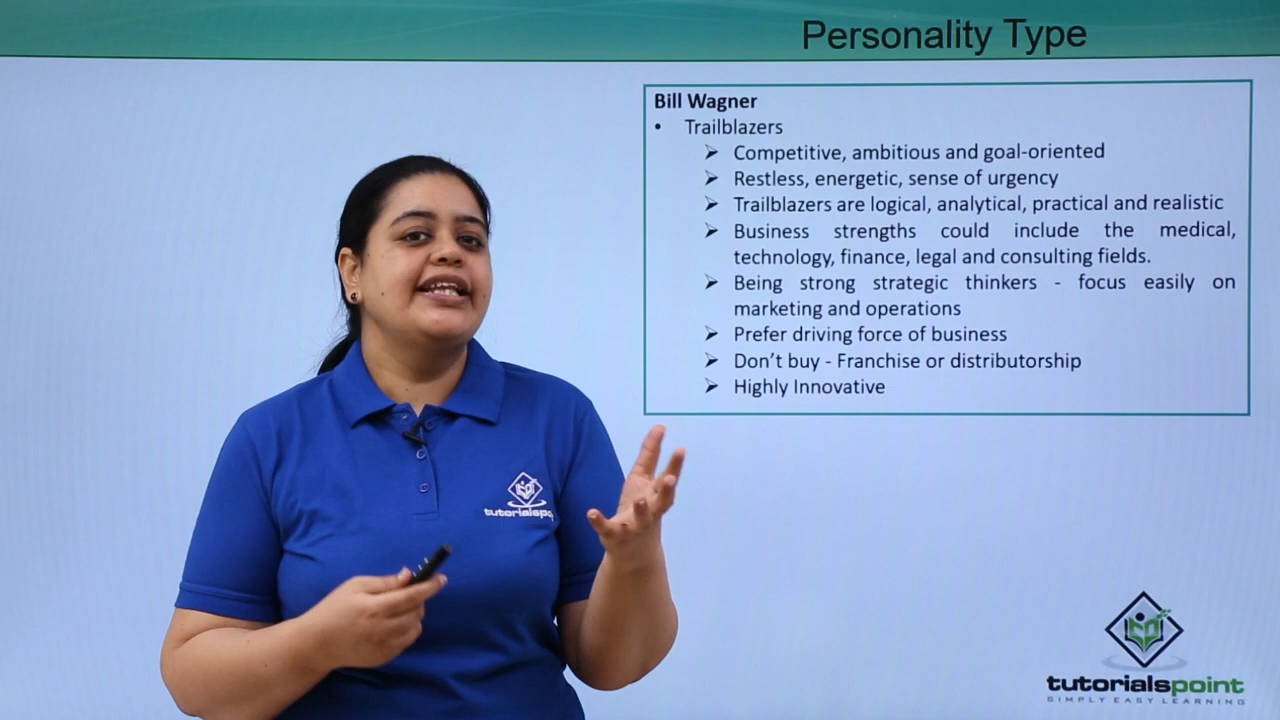 Personality Type
Bill Wagner
• Trailblazers
➢ Competitive, ambitious and goal-oriented
➢ Restless, energetic, sense of urgency
➢ Trailblazers are logical, analytical, practical and realistic
➢ Business strengths could include the medical,
technology, finance, legal and consulting fields.
➢ Being strong strategic thinkers - focus easily on
marketing and operations
➢ Prefer driving force of business
➢ Don’t buy - Franchise or distributorship
➢ Highly Innovative
tutorialspo
tutorialspoint
SIMPLY EASY LEARNING